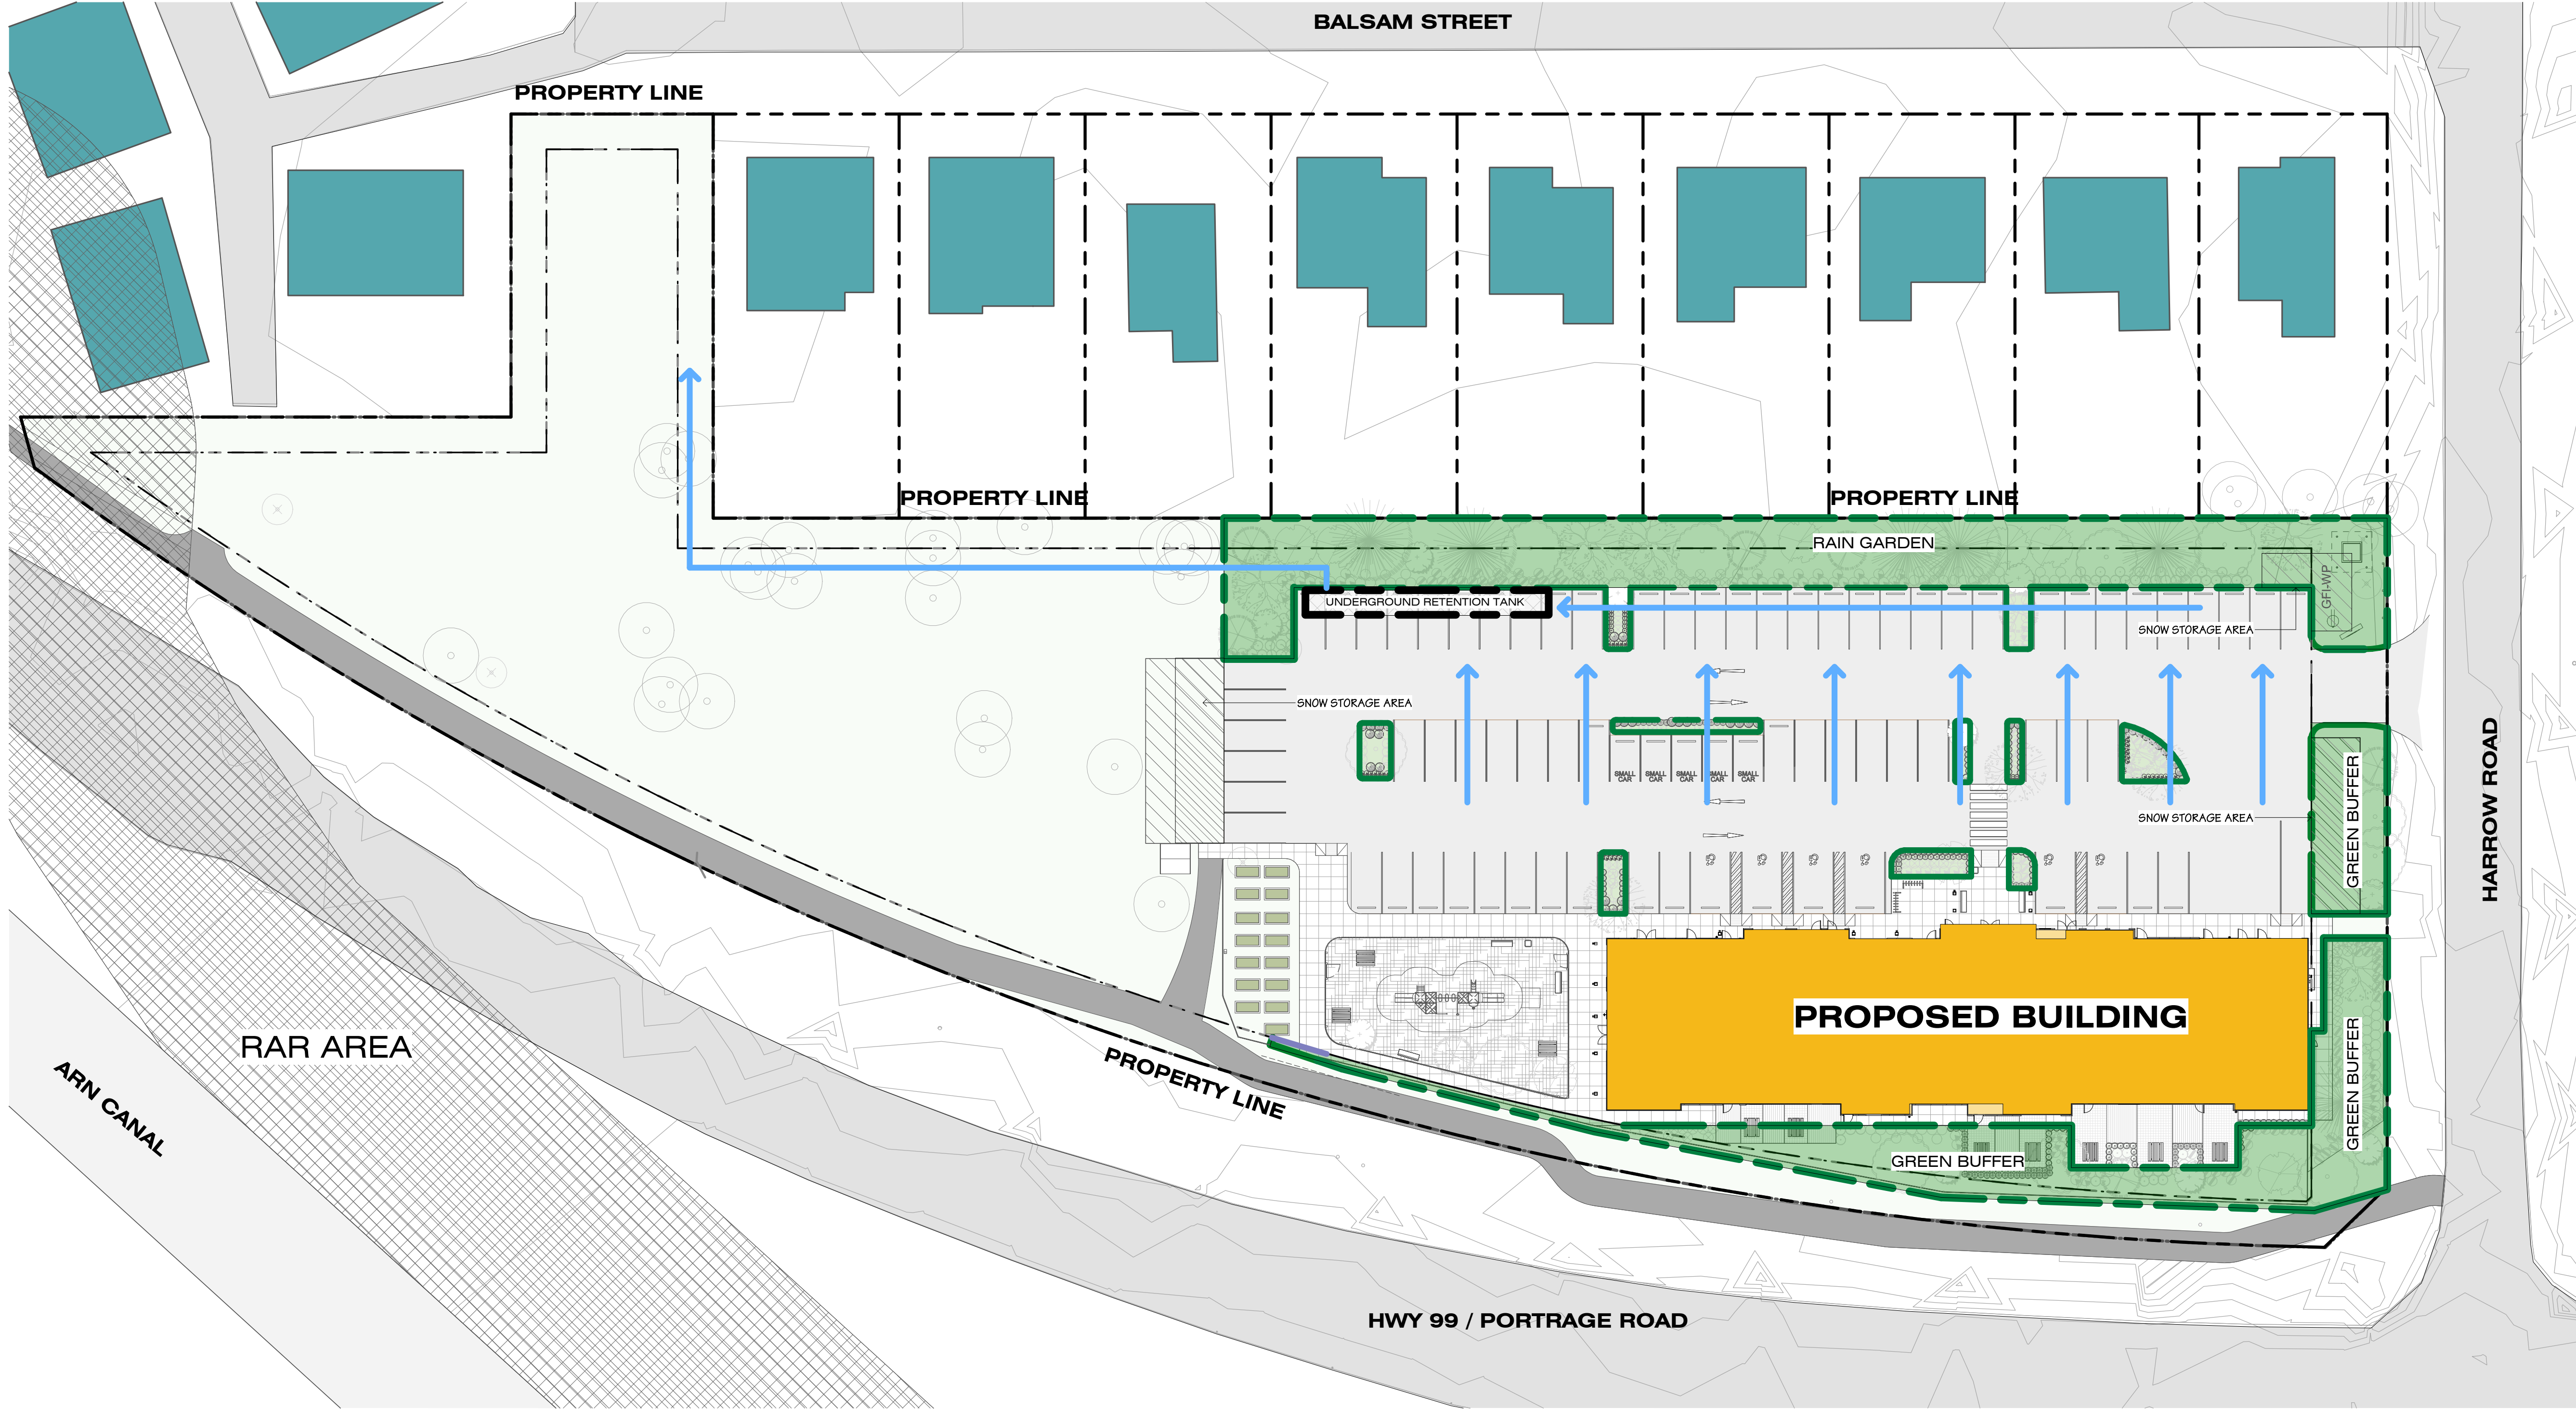 BALSAM STREET
PROPERTY LINE
PROPERTY LINE
PROPERTY LINE
RAIN GARDEN
GFI-WP
UNDERGROUND RETENTION TANK
SNOW STORAGE AREA
SNOW STORAGE AREA
SMALL CAR
SMALL CAR
SMALL CAR
SMALL CAR
SMALL CAR
SNOW STORAGE AREA
GREEN BUFFER
HARROW ROAD
PROPOSED BUILDING
GREEN BUFFER
RAR AREA
ARN CANAL
PROPERTY LINE
GREEN BUFFER
HWY 99 / PORTRAGE ROAD